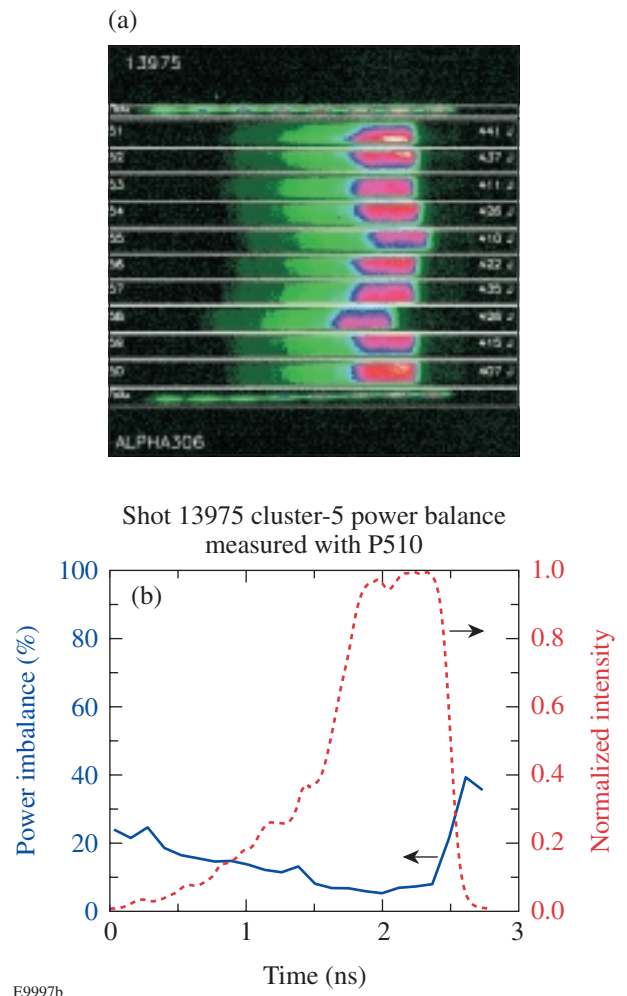 (a)
13975
51 441 J
52 437 J
53 411 J
54 J
55 410 J
56 422 J
57 435 J
58 J
59 415 J
60 407 J
ALPHA306
Shot 13975 cluster-5 power balance
measured with P510
(b)
100
80
60
40
20
0
Power imbalance (%)
1.0
0.8
0.6
0.4
0.2
0.0
Normalized intensity
0 1 2 3
Time (ns)
E9997b